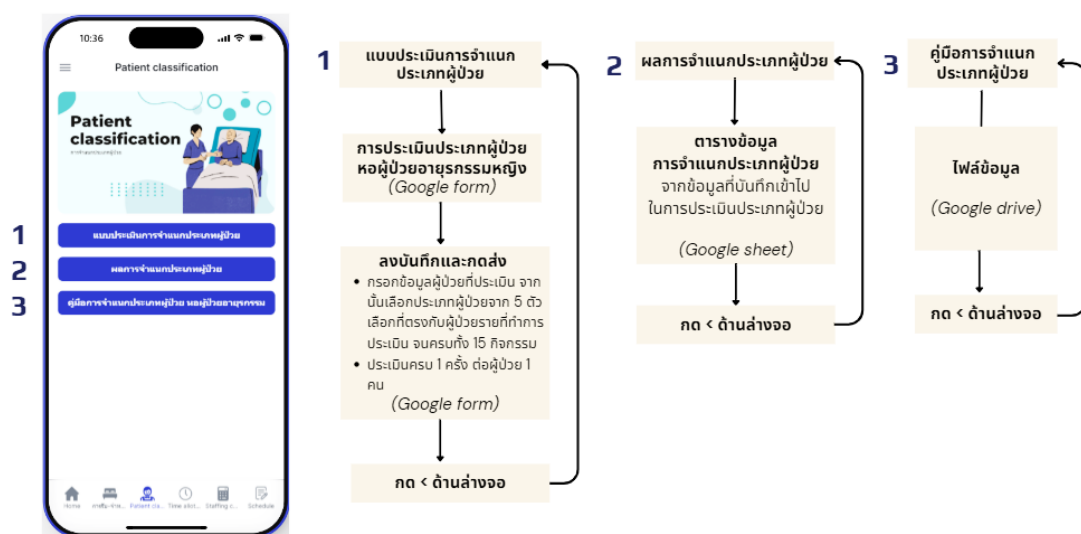 10:36
Patient classification
Patient
classification
การจำแนกประเภทผู้ป่วย
1
แบบประเมินการจำแนกประเภทผู้ป่วย
2
ผลการจำแนกประเภทผู้ป่วย
3
คู่มือการจำแนกประเภทผู้ป่วย หอผู้ป่วยอายุรกรรม
Home
Patient cla...
Time allot...
Staffing c...
Schedule
1
แบบประเมินการจำแนก
ประเภทผู้ป่วย
การประเมินประเภทผู้ป่วย
หอผู้ป่วยอายุรกรรมหญิง
(Google form)
ลงบันทึกและกดส่ง
• กรอกข้อมูลผู้ป่วยที่ประเมิน จาก
นั้นเลือกประเภทผู้ป่วยจาก 5 ตัว
เลือกที่ตรงกับผู้ป่วยรายที่ทำการ
ประเมิน จนครบทั้ง 15 กิจกรรม
• ประเมินครบ 1 ครั้ง ต่อผู้ป่วย 1
คน
(Google form)
กด < ด้านล่างจอ
2
ผลการจำแนกประเภทผู้ป่วย
ตารางข้อมูล
การจำแนกประเภทผู้ป่วย
จากข้อมูลที่บันทึกเข้าไป
ในการประเมินประเภทผู้ป่วย
(Google sheet)
กด < ด้านล่างจอ
3
คู่มือการจำแนก
ประเภทผู้ป่วย
ไฟล์ข้อมูล
(Google drive)
กด < ด้านล่างจอ